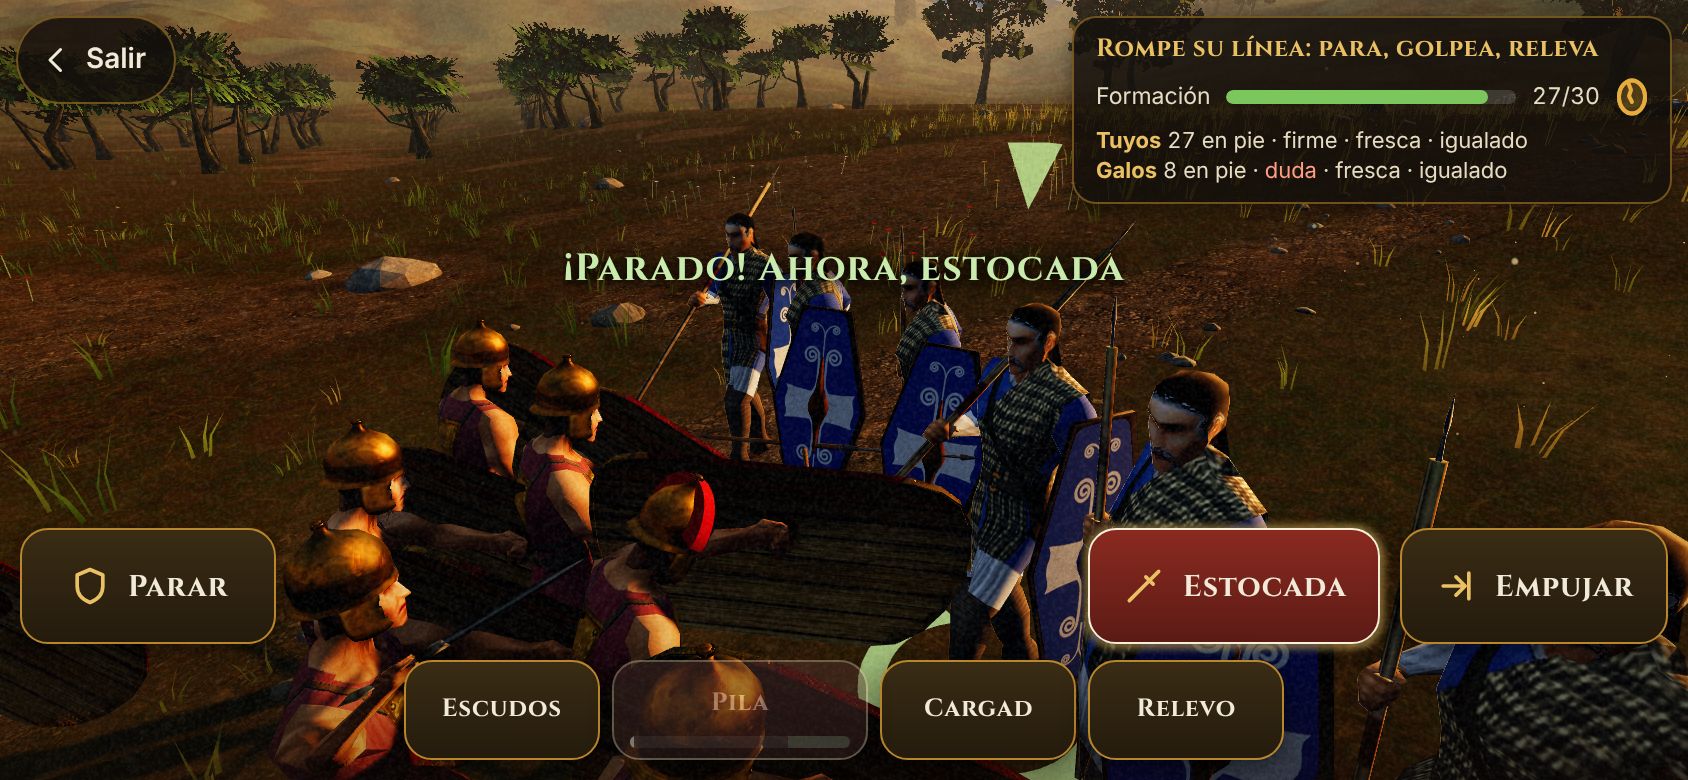 Salir
ROMPE SU LÍNEA: PARA, GOLPEA, RELEVA
Formación 27/30
Tuyos 27 en pie · firme · fresca · igualado
Galos 8 en pie · duda · fresca · igualado
¡PARADO! AHORA, ESTOCADA
PARAR
ESTOCADA
EMPUJAR
ESCUDOS
PILA
CARGAD
RELEVO